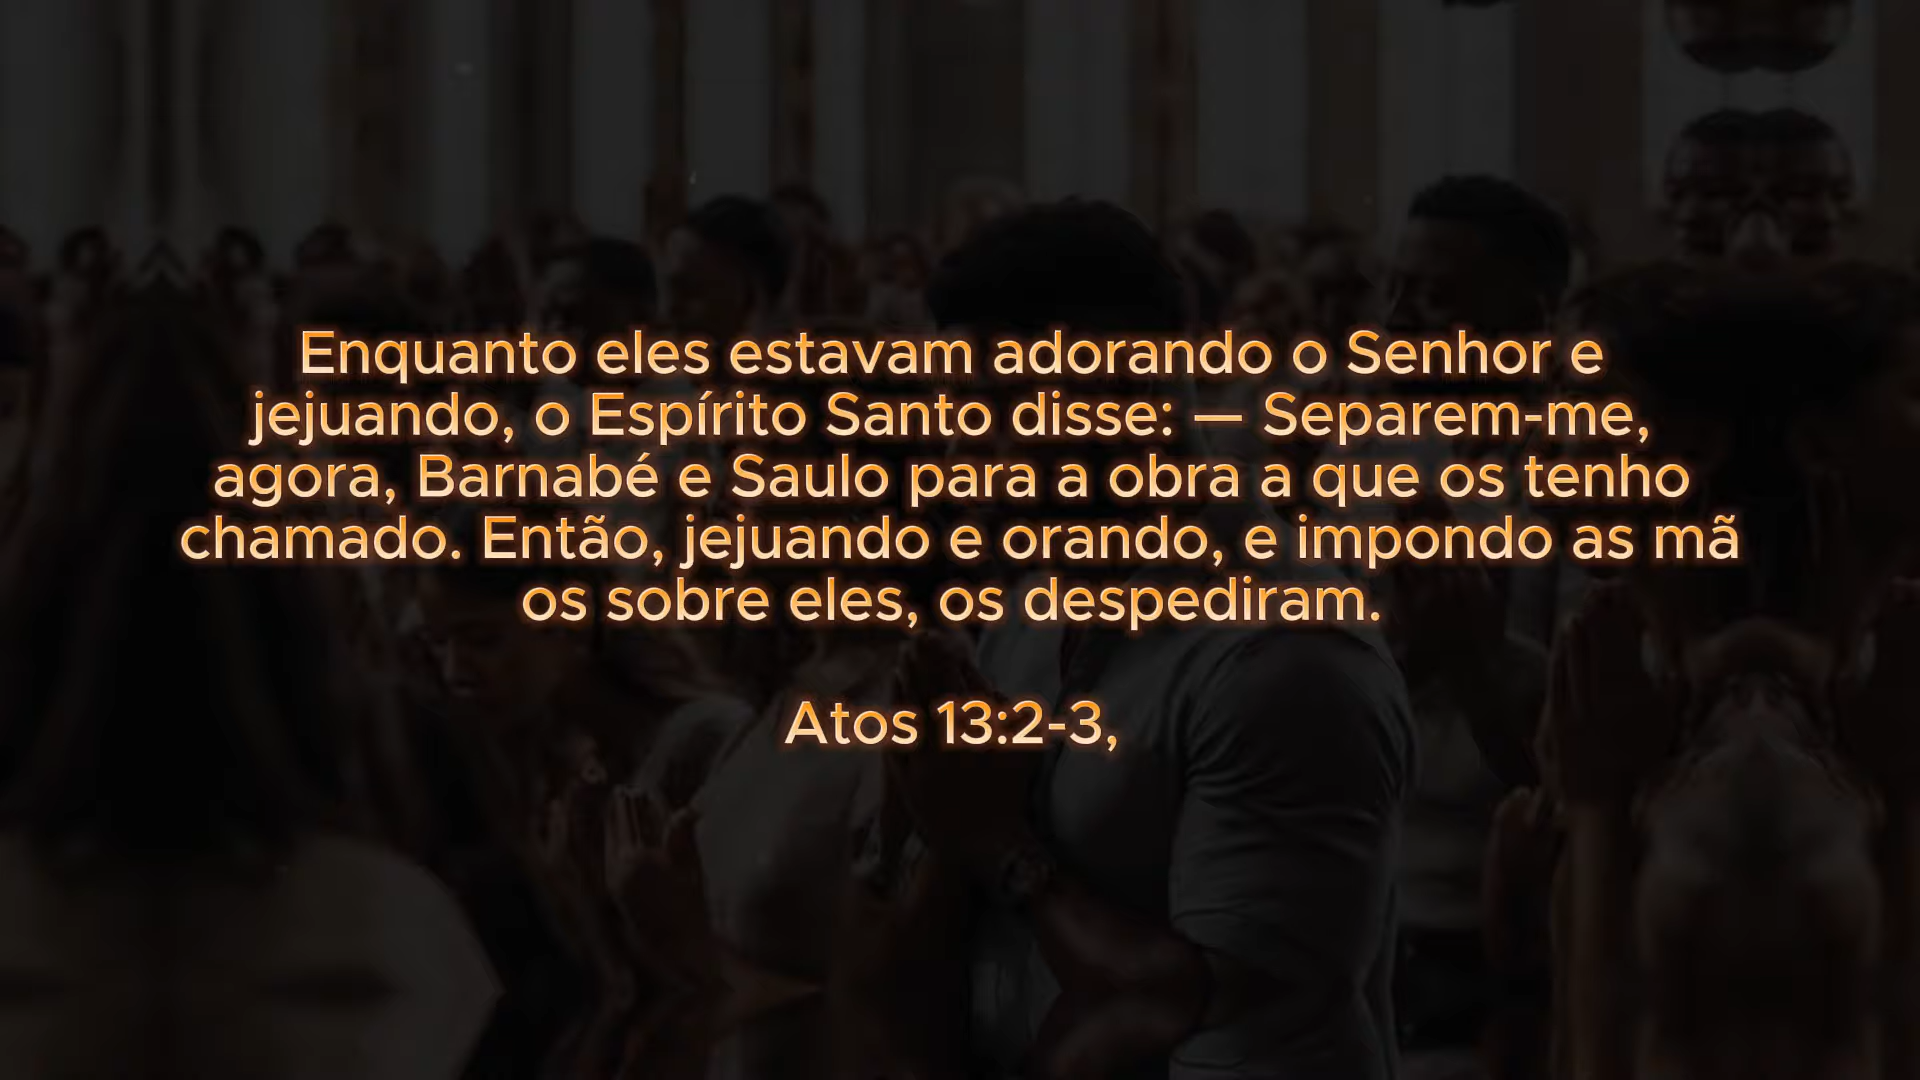 Enquanto eles estavam adorando o Senhor e
jejuando, o Espírito Santo disse: — Separem-me,
agora, Barnabé e Saulo para a obra a que os tenho
chamado. Então, jejuando e orando, e impondo as mã
os sobre eles, os despediram.
Atos 13:2-3,